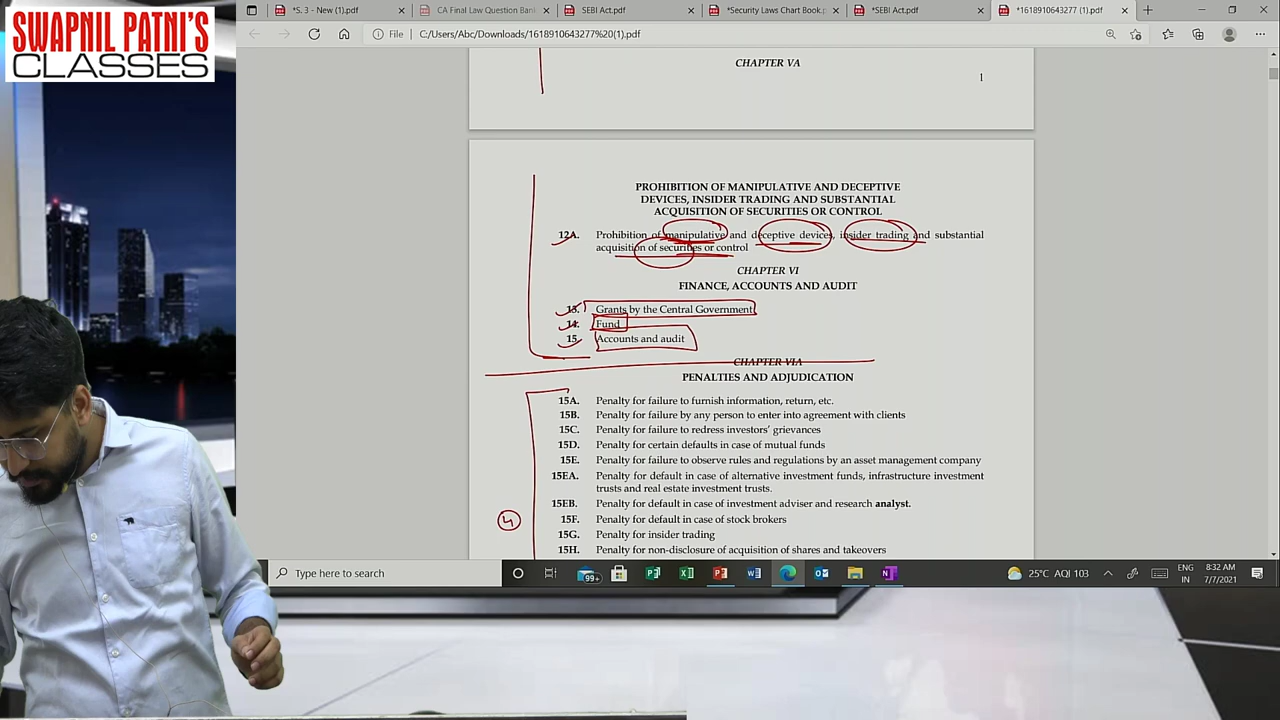 SWAPNIL PATNI'S
CLASSES
*S. 3 - New (1).pdf
CA Final Law Question Ban
SEBI Act.pdf
*Security Laws Chart Book.p
*SEBI Act.pdf
*1618910643277 (1).pdf
File
C:/Users/Abc/Downloads/1618910643277%20(1).pdf
CHAPTER VA
1
PROHIBITION OF MANIPULATIVE AND DECEPTIVE
DEVICES, INSIDER TRADING AND SUBSTANTIAL
ACQUISITION OF SECURITIES OR CONTROL
12A. Prohibition of manipulative and deceptive devices, insider trading and substantial
acquisition of securities or control
CHAPTER VI
FINANCE, ACCOUNTS AND AUDIT
13. Grants by the Central Government
14. Fund
15. Accounts and audit
CHAPTER VIA
PENALTIES AND ADJUDICATION
15A. Penalty for failure to furnish information, return, etc.
15B. Penalty for failure by any person to enter into agreement with clients
15C. Penalty for failure to redress investors' grievances
15D. Penalty for certain defaults in case of mutual funds
15E. Penalty for failure to observe rules and regulations by an asset management company
15EA. Penalty for default in case of alternative investment funds, infrastructure investment
trusts and real estate investment trusts.
15EB. Penalty for default in case of investment adviser and research analyst.
4
15F. Penalty for default in case of stock brokers
15G. Penalty for insider trading
15H. Penalty for non-disclosure of acquisition of shares and takeovers
Type here to search
99+
25°C AQI 103
ENG
IN
8:32 AM
7/7/2021